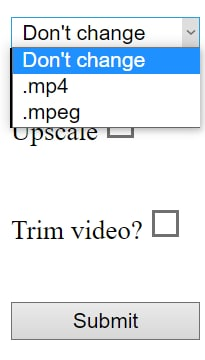 Don't change
Don't change
.mp4
.mpeg
Upscale
Trim video?
Submit